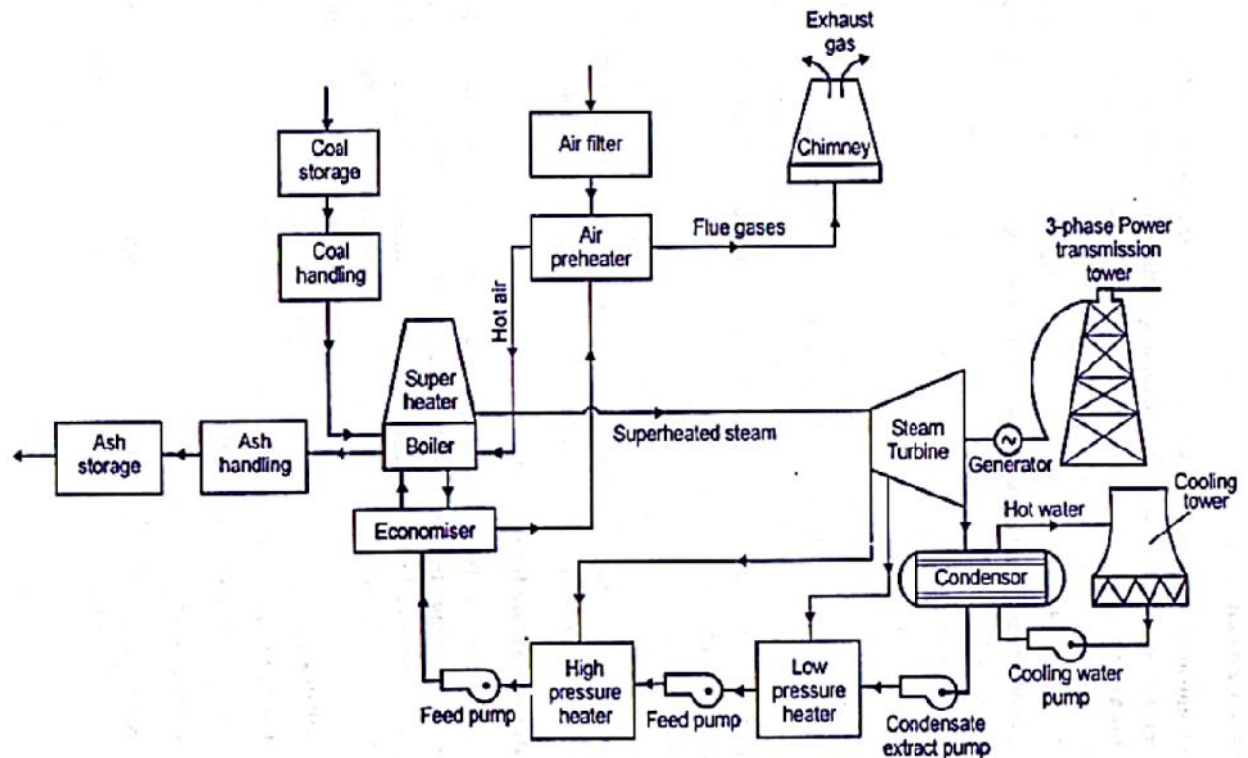 Exhaust
gas
Chimney
Coal
storage
Air filter
Coal
handling
Air
preheater
Flue gases
3-phase Power
transmission
tower
Hot air
Super
heater
Boiler
Superheated steam
Steam
Turbine
Generator
Ash
storage
Ash
handling
Economiser
Hot water
Cooling
tower
Condensor
Cooling water
pump
High
pressure
heater
Low
pressure
heater
Feed pump
Feed pump
Condensate
extract pump